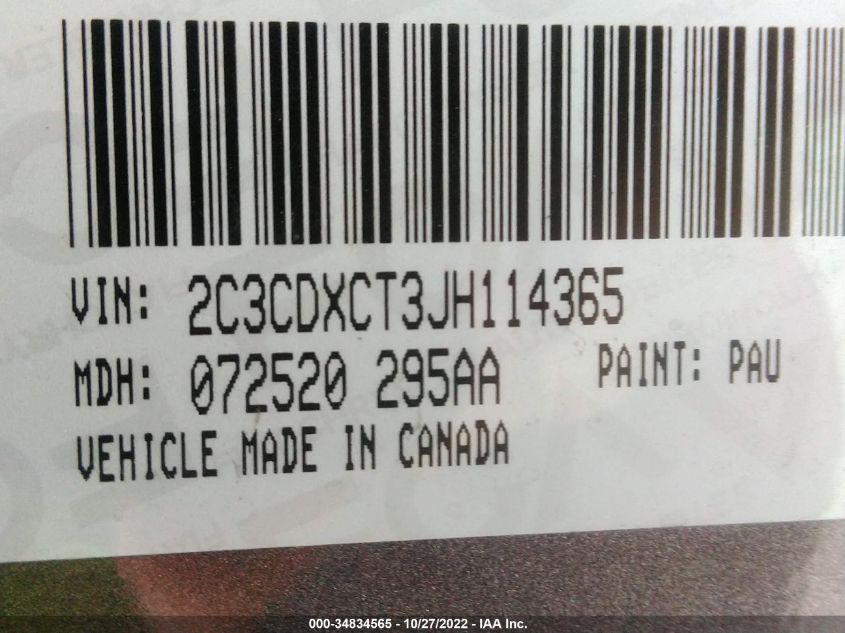 VIN: 2C3CDXCT3JH114365
MDH: 072520 295AA PAINT: PAU
VEHICLE MADE IN CANADA
000-34834565 - 10/27/2022 - IAA Inc.